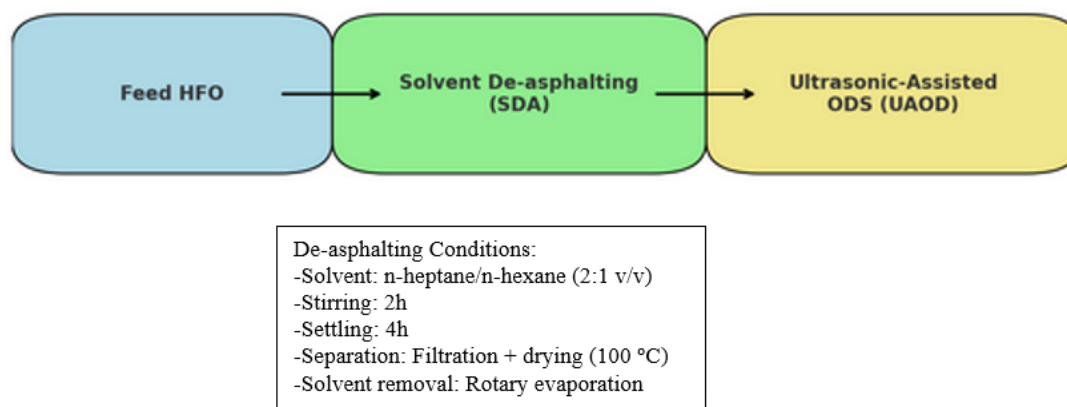 Feed HFO
Solvent De-asphalting
(SDA)
Ultrasonic-Assisted
ODS (UAOD)
De-asphalting Conditions:
-Solvent: n-heptane/n-hexane (2:1 v/v)
-Stirring: 2h
-Settling: 4h
-Separation: Filtration + drying (100 °C)
-Solvent removal: Rotary evaporation